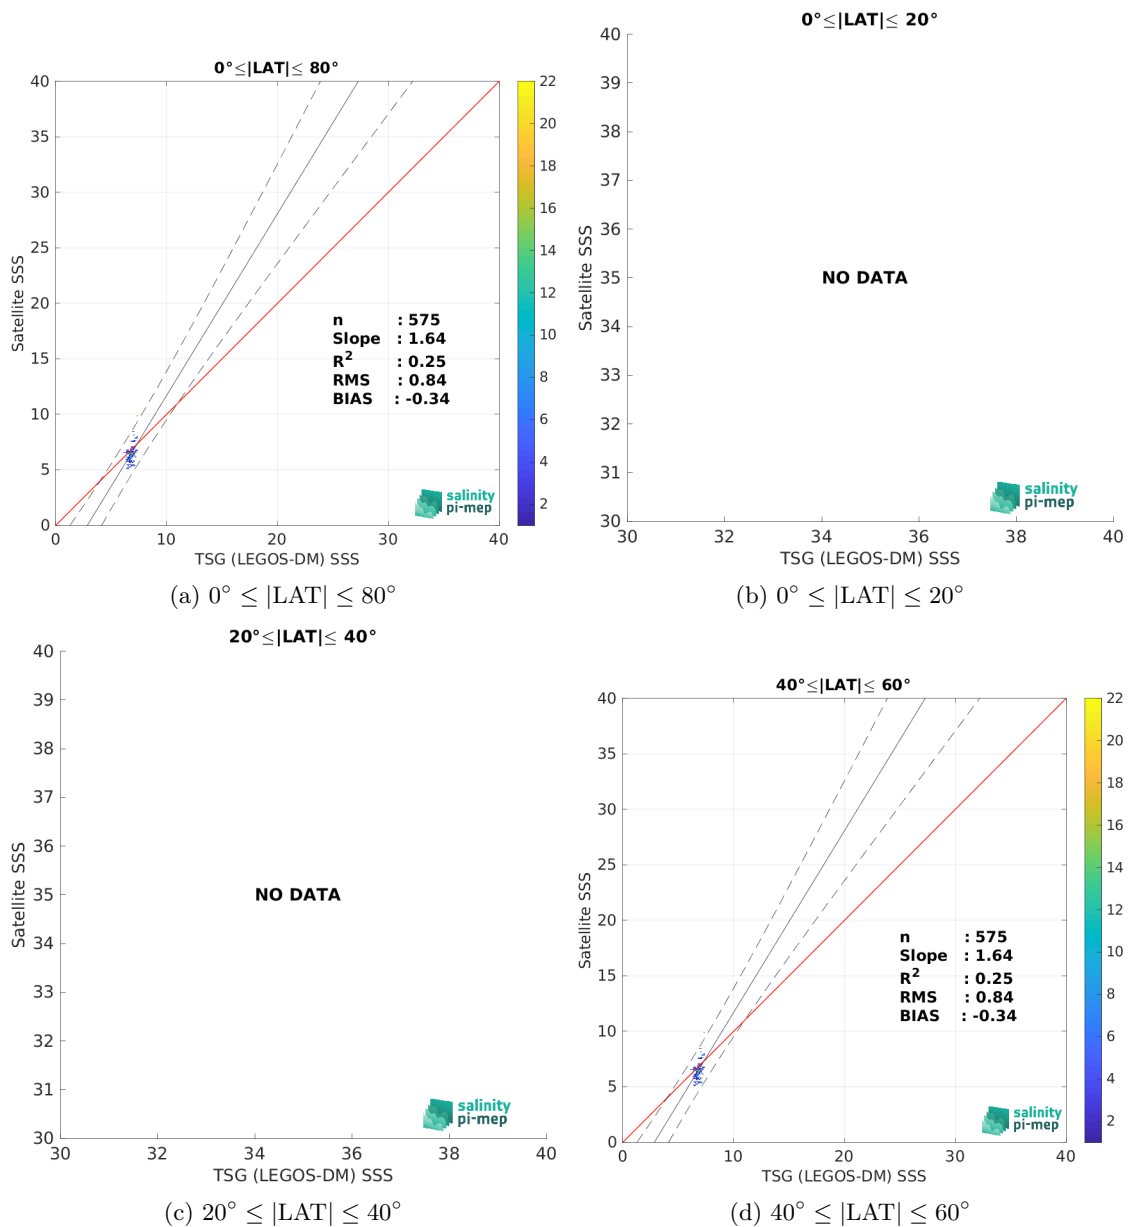 0°≤|LAT|≤ 80°
40
35
30
25
20
15
10
5
0
0
10
20
30
40
Satellite SSS
TSG (LEGOS-DM) SSS
n : 575
Slope : 1.64
R² : 0.25
RMS : 0.84
BIAS : -0.34
salinity
pi-mep
22
20
18
16
14
12
10
8
6
4
2
(a) 0° ≤ |LAT| ≤ 80°
0°≤|LAT|≤ 20°
40
39
38
37
36
35
34
33
32
31
30
30
32
34
36
38
40
Satellite SSS
TSG (LEGOS-DM) SSS
NO DATA
salinity
pi-mep
(b) 0° ≤ |LAT| ≤ 20°
20°≤|LAT|≤ 40°
40
39
38
37
36
35
34
33
32
31
30
30
32
34
36
38
40
Satellite SSS
TSG (LEGOS-DM) SSS
NO DATA
salinity
pi-mep
(c) 20° ≤ |LAT| ≤ 40°
40°≤|LAT|≤ 60°
40
35
30
25
20
15
10
5
0
0
10
20
30
40
Satellite SSS
TSG (LEGOS-DM) SSS
n : 575
Slope : 1.64
R² : 0.25
RMS : 0.84
BIAS : -0.34
salinity
pi-mep
22
20
18
16
14
12
10
8
6
4
2
(d) 40° ≤ |LAT| ≤ 60°